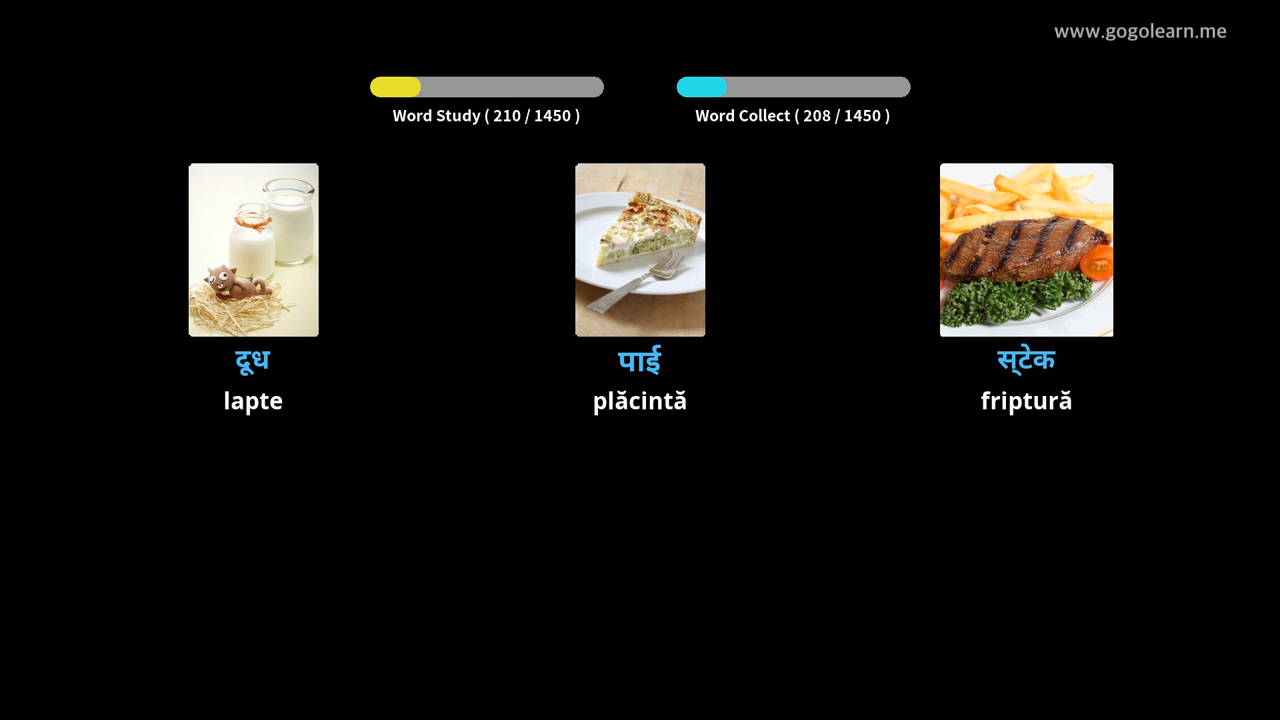 www.gogolearn.me
Word Study ( 210 / 1450 )
Word Collect ( 208 / 1450 )
दूध
पाई
स्टेक
lapte
plăcintă
friptură